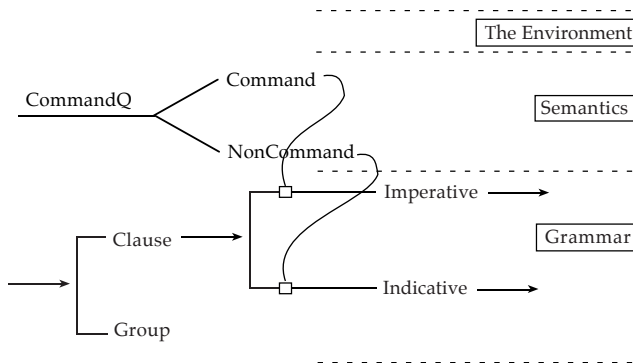 The Environment
Command
CommandQ
Semantics
NonCommand
Imperative
Clause
Grammar
Indicative
Group